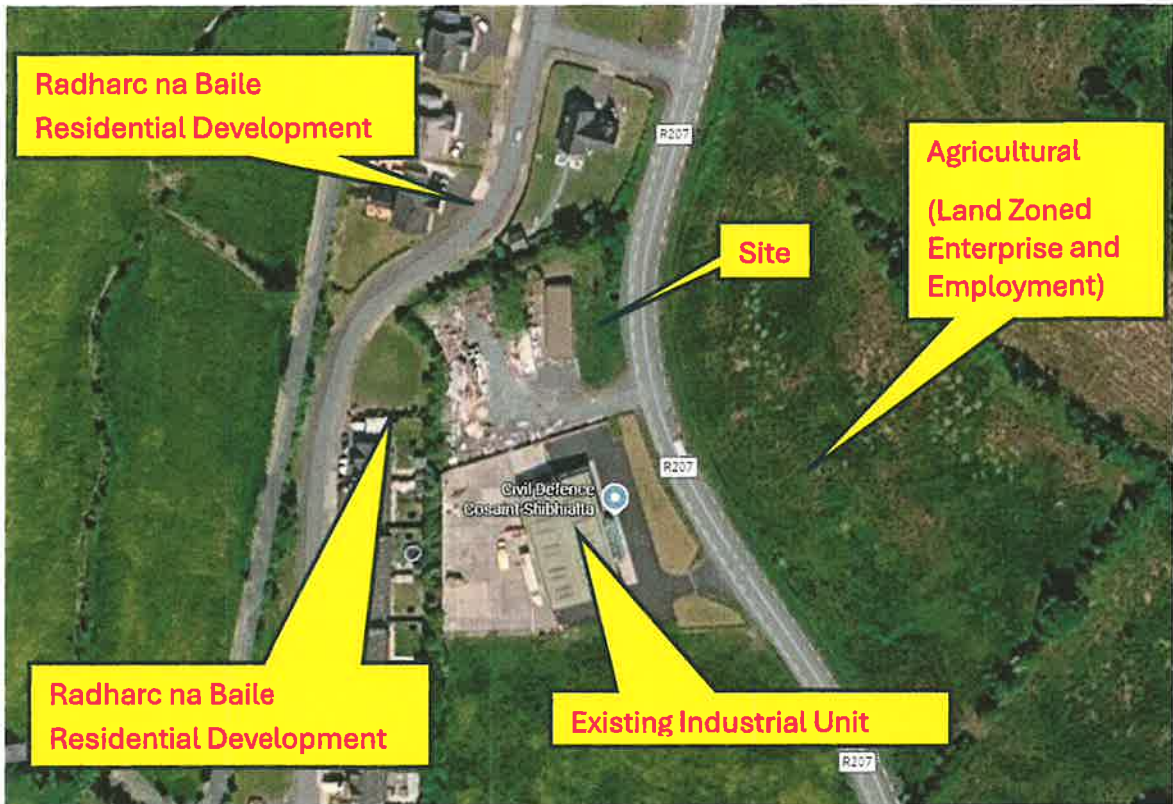 Radharc na Baile
Residential Development
R207
Agricultural
(Land Zoned
Enterprise and
Employment)
Site
R207
Civil Defence
Cosaint Shibhialta
Radharc na Baile
Residential Development
Existing Industrial Unit
R207